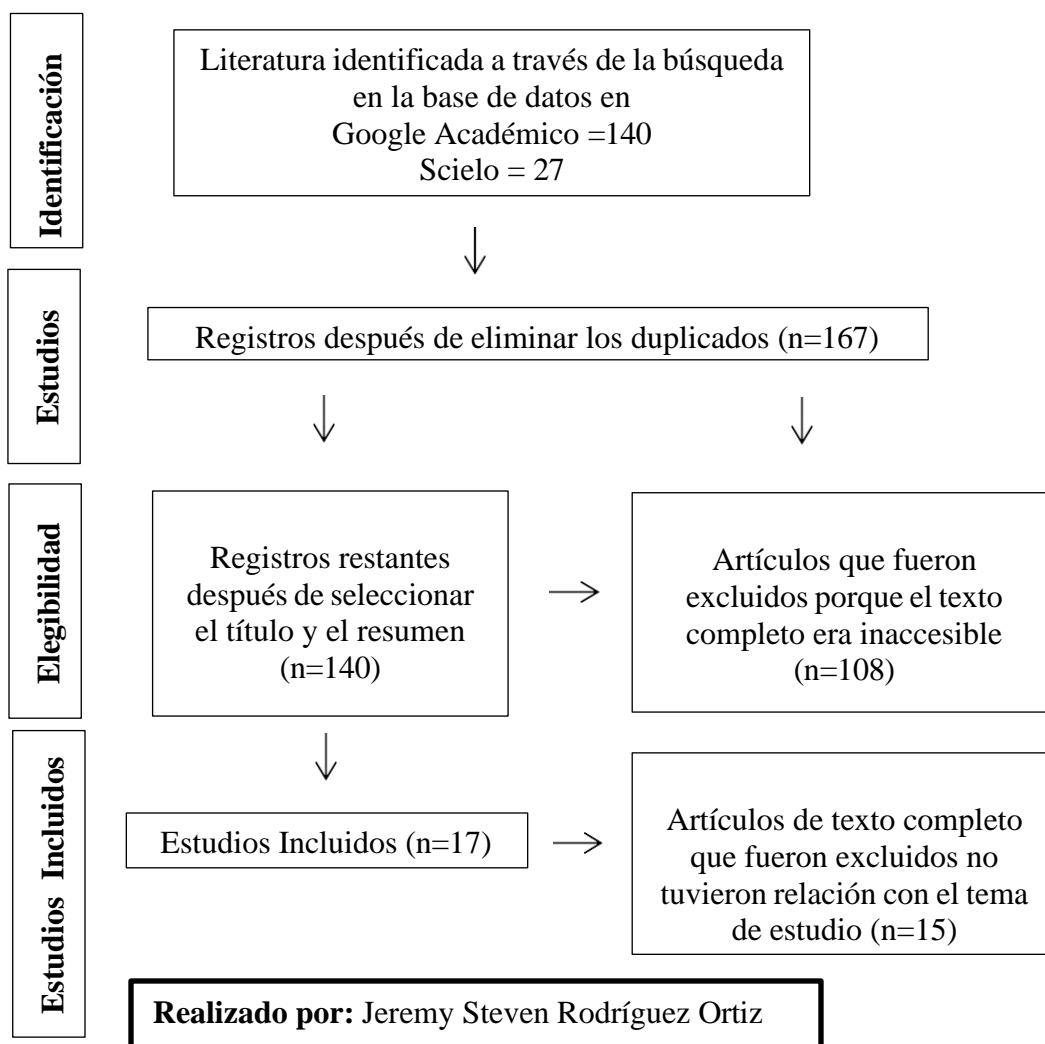 Identificación
Literatura identificada a través de la búsqueda
en la base de datos en
Google Académico =140
Scielo = 27
Estudios
Registros después de eliminar los duplicados (n=167)
Elegibilidad
Registros restantes
después de seleccionar
el título y el resumen
(n=140)
Artículos que fueron
excluidos porque el texto
completo era inaccesible
(n=108)
Estudios Incluidos
Estudios Incluidos (n=17)
Artículos de texto completo
que fueron excluidos no
tuvieron relación con el tema
de estudio (n=15)
Realizado por: Jeremy Steven Rodríguez Ortiz